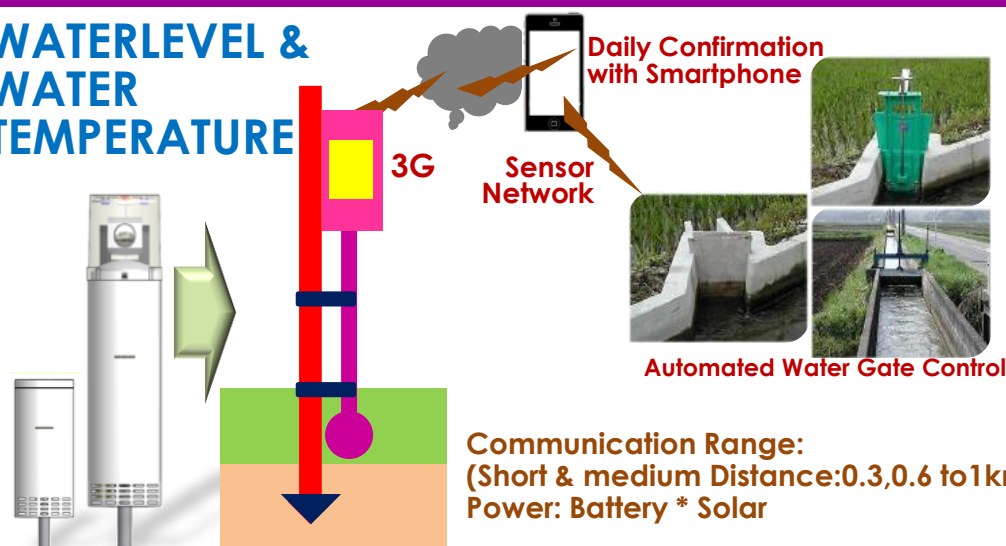 WATERLEVEL &
WATER
TEMPERATURE
Daily Confirmation
with Smartphone
3G
Sensor
Network
Automated Water Gate Control
Communication Range:
(Short & medium Distance:0.3,0.6 to1km
Power: Battery * Solar